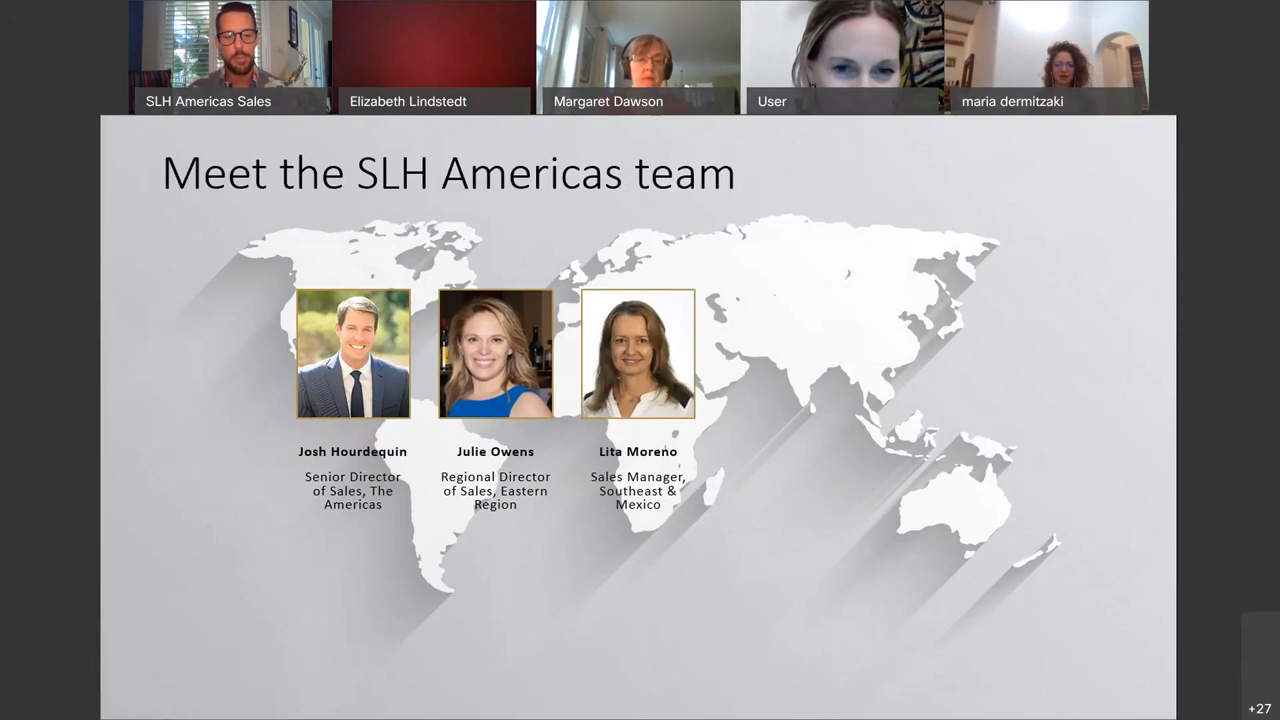 SLH Americas Sales
Elizabeth Lindstedt
Margaret Dawson
User
maria dermitzaki
Meet the SLH Americas team
Josh Hourdequin
Senior Director
of Sales, The
Americas
Julie Owens
Regional Director
of Sales, Eastern
Region
Lita Moreno
Sales Manager,
Southeast &
Mexico
+27